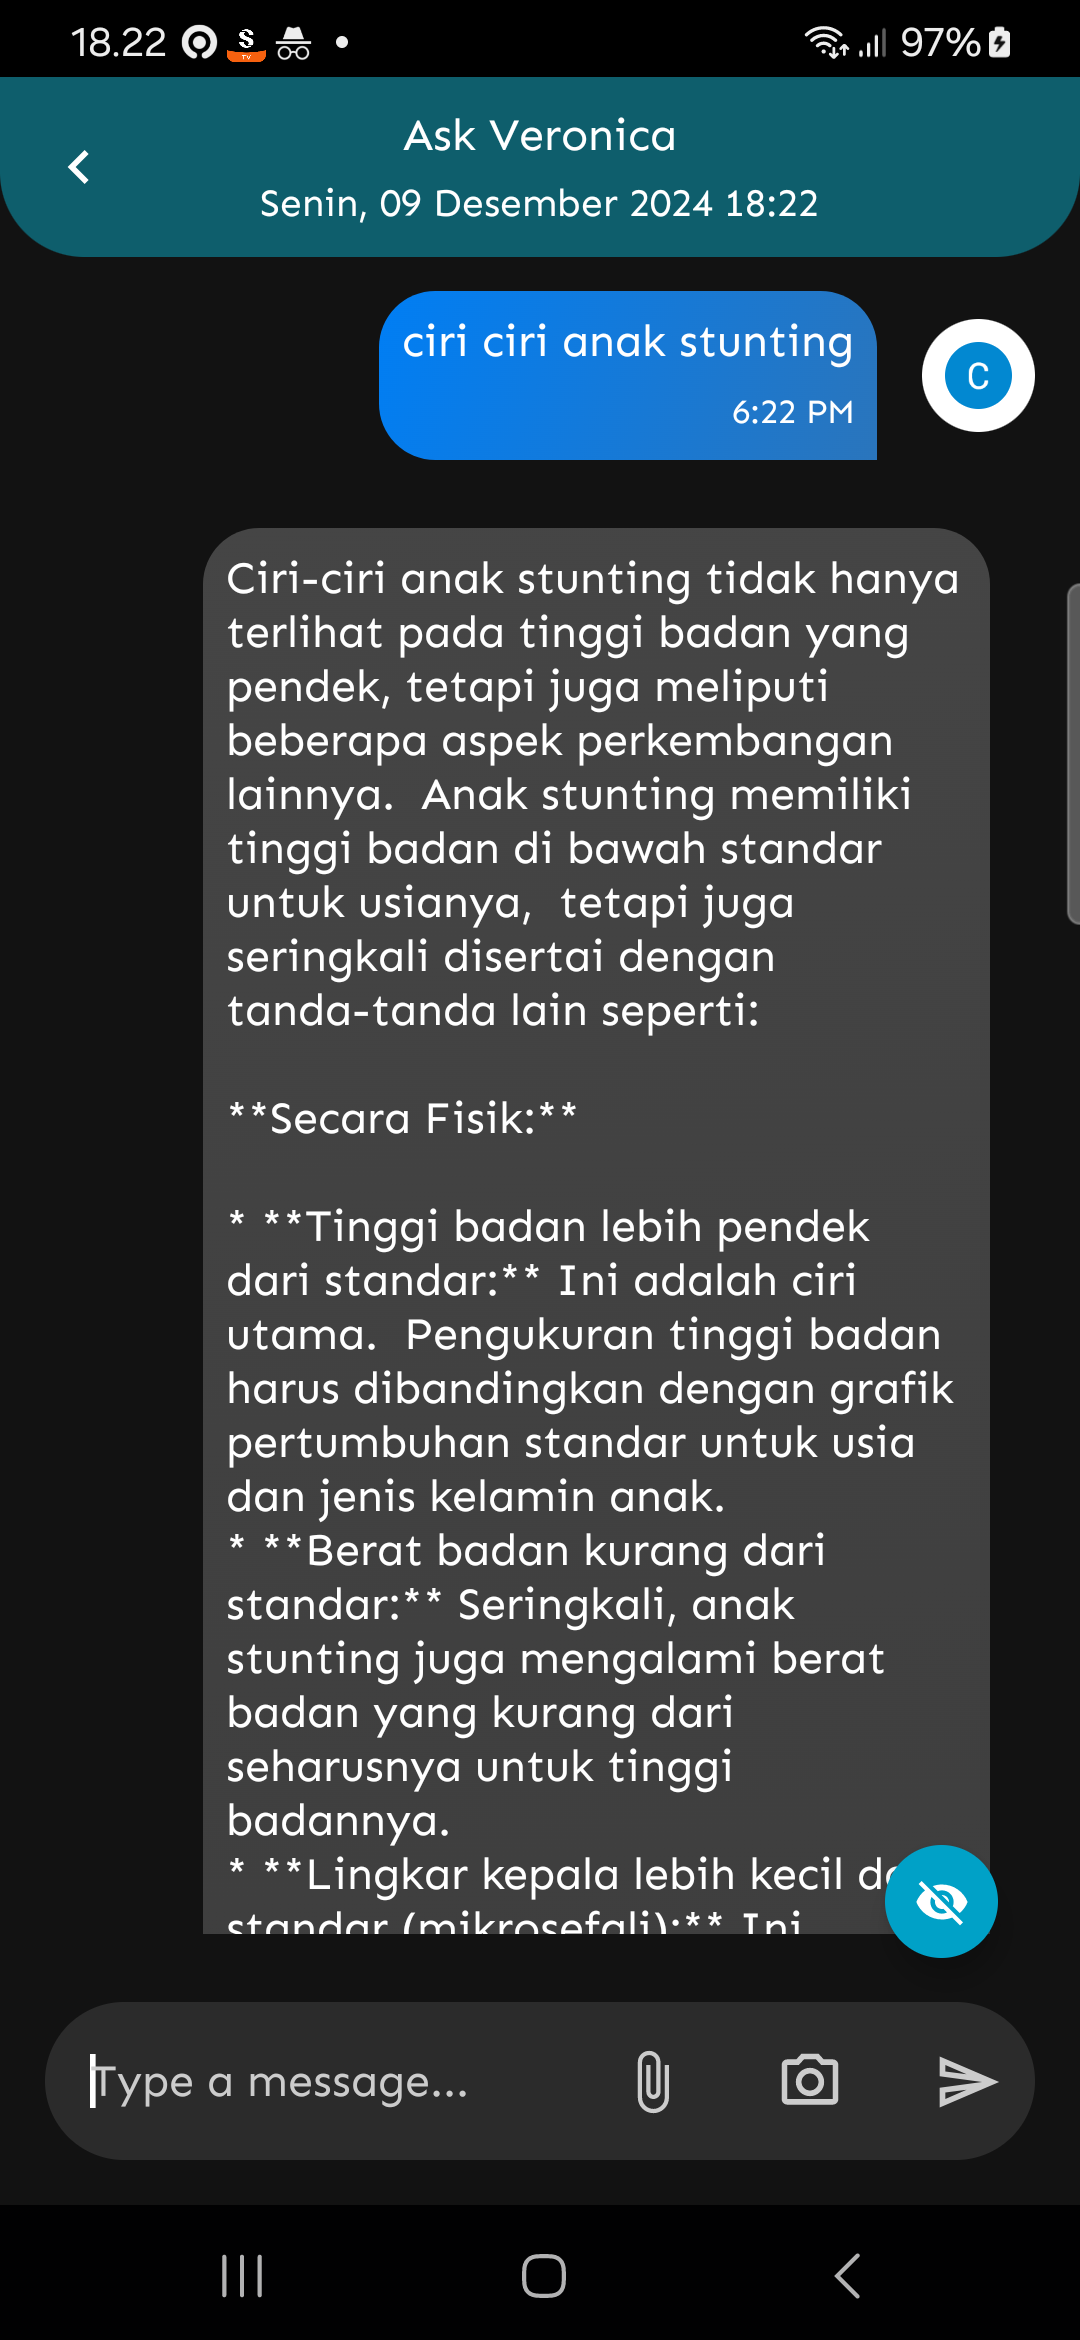 18.22
S
TV
97%
Ask Veronica
Senin, 09 Desember 2024 18:22
ciri ciri anak stunting
6:22 PM
C
Ciri-ciri anak stunting tidak hanya
terlihat pada tinggi badan yang
pendek, tetapi juga meliputi
beberapa aspek perkembangan
lainnya.  Anak stunting memiliki
tinggi badan di bawah standar
untuk usianya,  tetapi juga
seringkali disertai dengan
tanda-tanda lain seperti:
**Secara Fisik:**
* **Tinggi badan lebih pendek
dari standar:** Ini adalah ciri
utama.  Pengukuran tinggi badan
harus dibandingkan dengan grafik
pertumbuhan standar untuk usia
dan jenis kelamin anak.
* **Berat badan kurang dari
standar:** Seringkali, anak
stunting juga mengalami berat
badan yang kurang dari
seharusnya untuk tinggi
badannya.
* **Lingkar kepala lebih kecil
standar (mikrosefali):** Ini
Type a message...